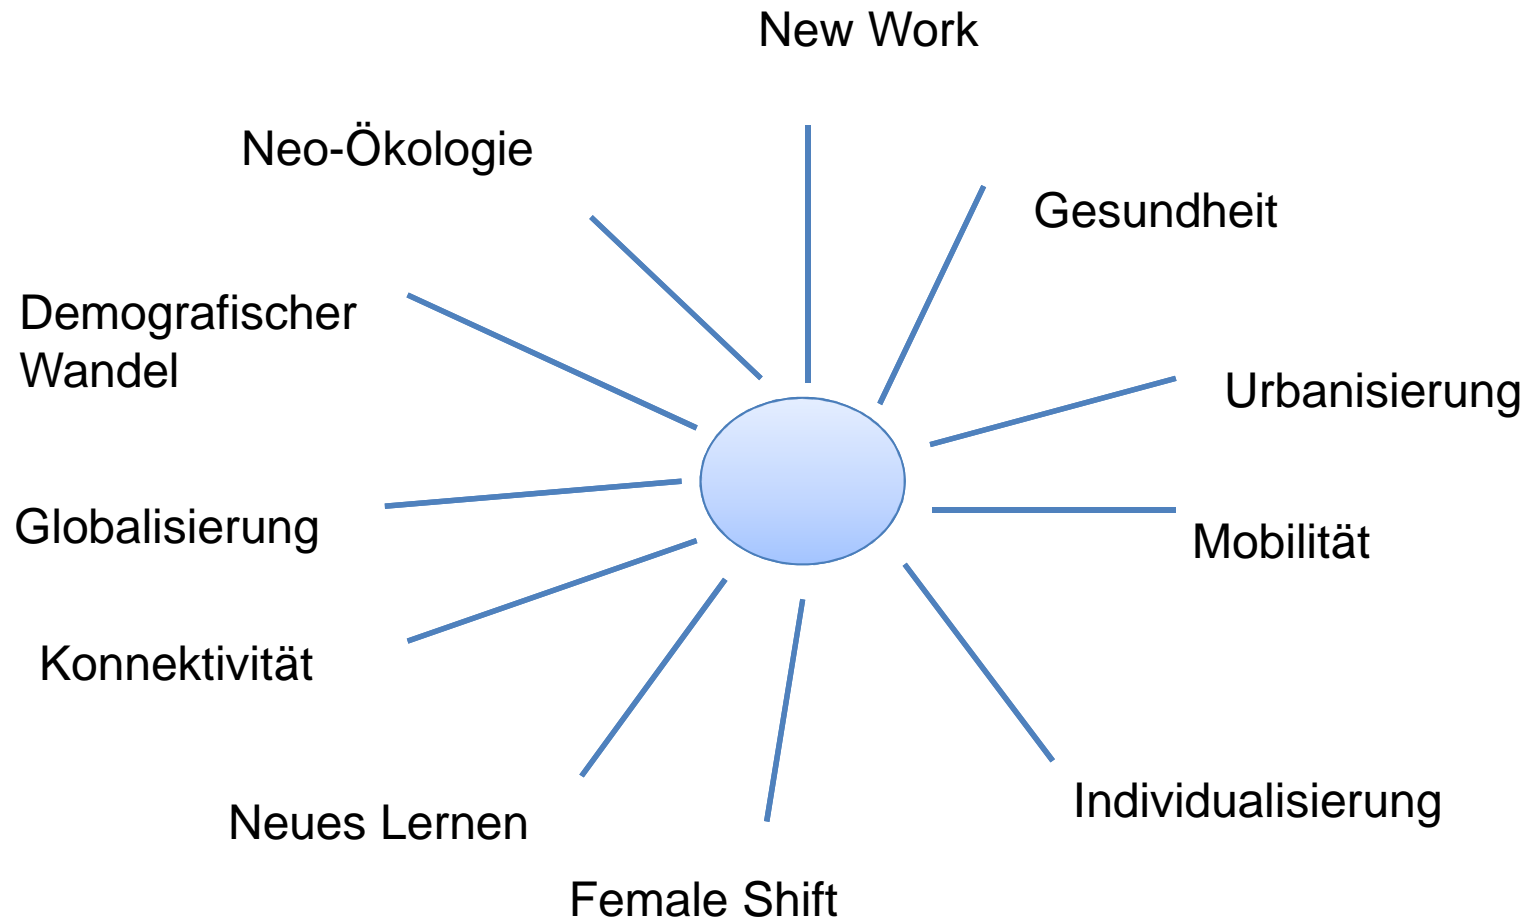 New Work
Neo-Ökologie
Gesundheit
Demografischer
Wandel
Urbanisierung
Globalisierung
Mobilität
Konnektivität
Individualisierung
Neues Lernen
Female Shift